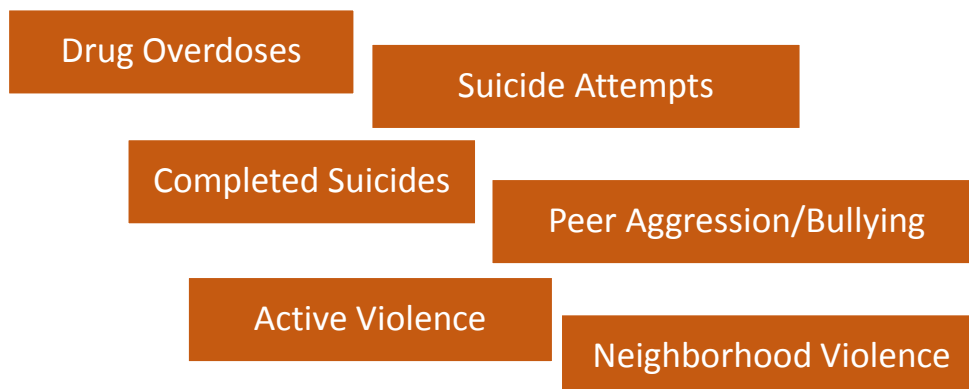 Drug Overdoses
Suicide Attempts
Completed Suicides
Peer Aggression/Bullying
Active Violence
Neighborhood Violence